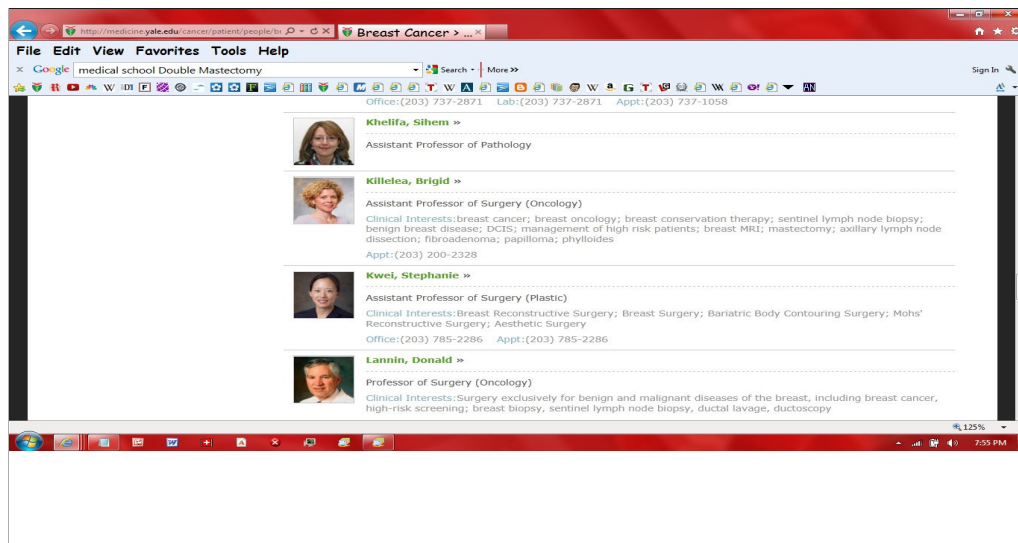 http://medicine.yale.edu/cancer/patient/people/br
Breast Cancer > ...
File Edit View Favorites Tools Help
Google medical school Double Mastectomy Search More >> Sign In
Office:(203) 737-2871 Lab:(203) 737-2871 Appt:(203) 737-1058
Khelifa, Sihem »
Assistant Professor of Pathology
Killelea, Brigid »
Assistant Professor of Surgery (Oncology)
Clinical Interests:breast cancer; breast oncology; breast conservation therapy; sentinel lymph node biopsy;
benign breast disease; DCIS; management of high risk patients; breast MRI; mastectomy; axillary lymph node
dissection; fibroadenoma; papilloma; phylloides
Appt:(203) 200-2328
Kwei, Stephanie »
Assistant Professor of Surgery (Plastic)
Clinical Interests:Breast Reconstructive Surgery; Breast Surgery; Bariatric Body Contouring Surgery; Mohs'
Reconstructive Surgery; Aesthetic Surgery
Office:(203) 785-2286 Appt:(203) 785-2286
Lannin, Donald »
Professor of Surgery (Oncology)
Clinical Interests:Surgery exclusively for benign and malignant diseases of the breast, including breast cancer,
high-risk screening; breast biopsy, sentinel lymph node biopsy, ductal lavage, ductoscopy
125%
7:55 PM